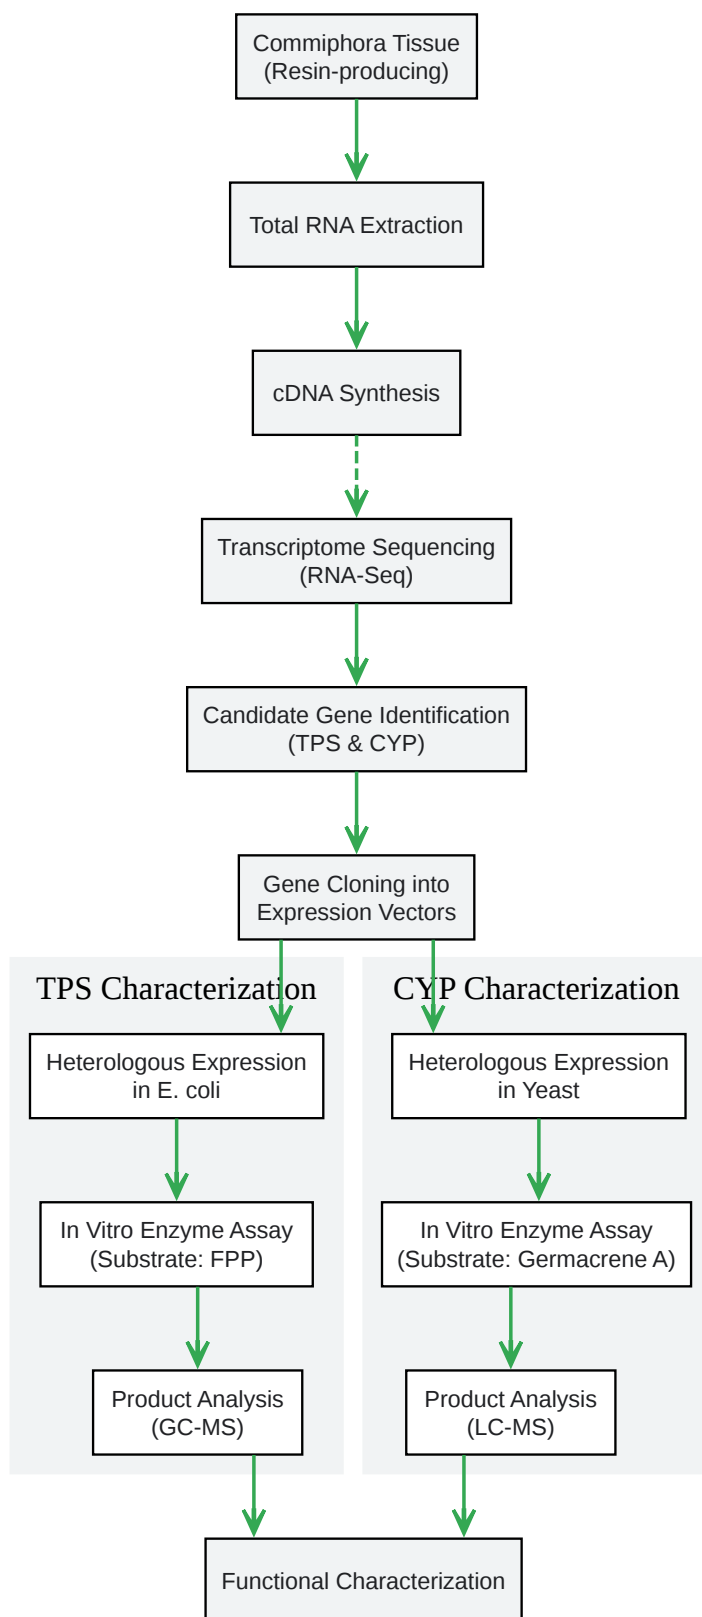 Commiphora Tissue
(Resin-producing)
Total RNA Extraction
cDNA Synthesis
Transcriptome Sequencing
(RNA-Seq)
Candidate Gene Identification
(TPS & CYP)
Gene Cloning into
Expression Vectors
TPS Characterization
Heterologous Expression
in E. coli
In Vitro Enzyme Assay
(Substrate: FPP)
Product Analysis
(GC-MS)
CYP Characterization
Heterologous Expression
in Yeast
In Vitro Enzyme Assay
(Substrate: Germacrene A)
Product Analysis
(LC-MS)
Functional Characterization